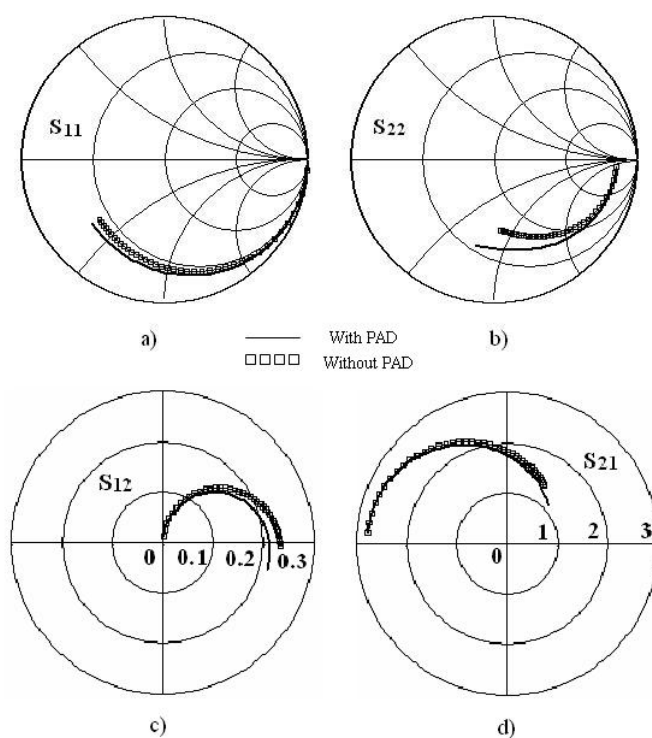 S11
S22
a)
b)
With PAD
Without PAD
S12
0
0.1
0.2
0.3
S21
0
1
2
3
c)
d)